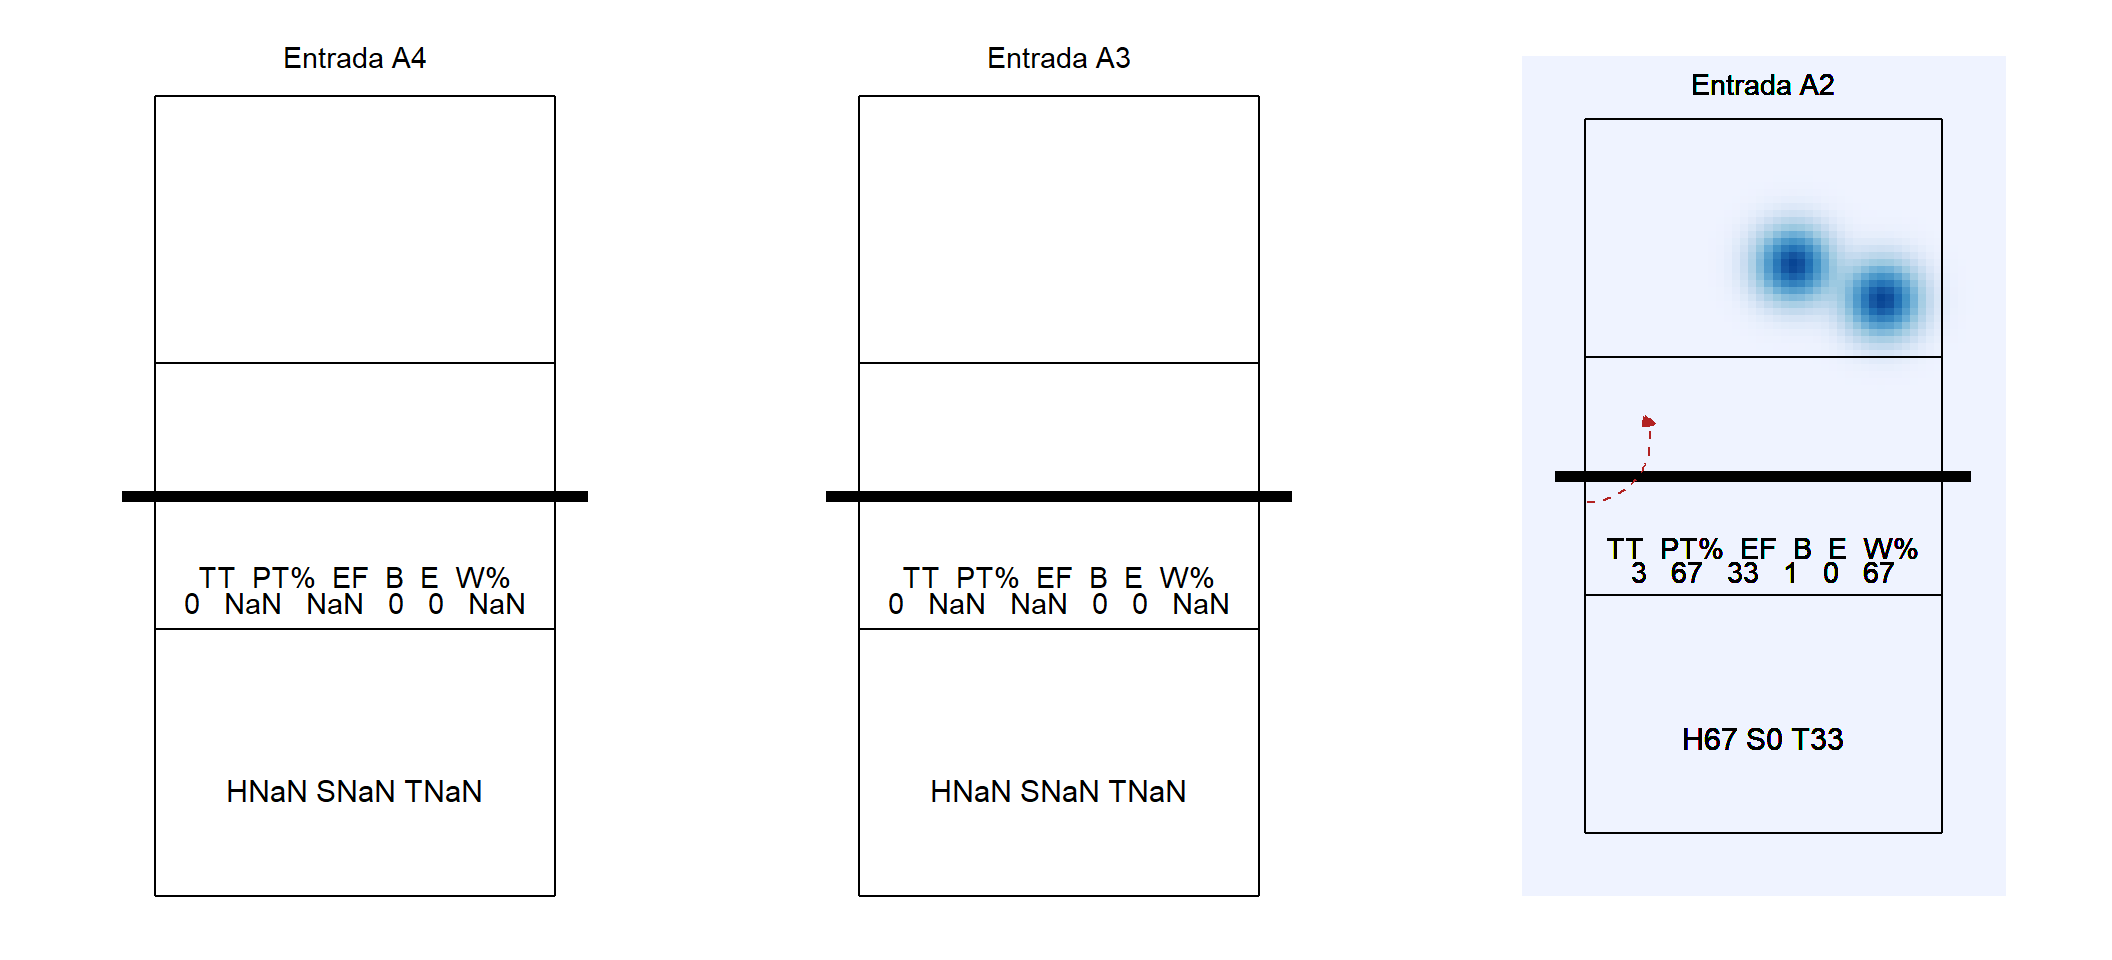 Entrada A4
TT PT% EF B E W%
0 NaN NaN 0 0 NaN
HNaN SNaN TNaN
Entrada A3
TT PT% EF B E W%
0 NaN NaN 0 0 NaN
HNaN SNaN TNaN
Entrada A2
TT PT% EF B E W%
3 67 33 1 0 67
H67 S0 T33